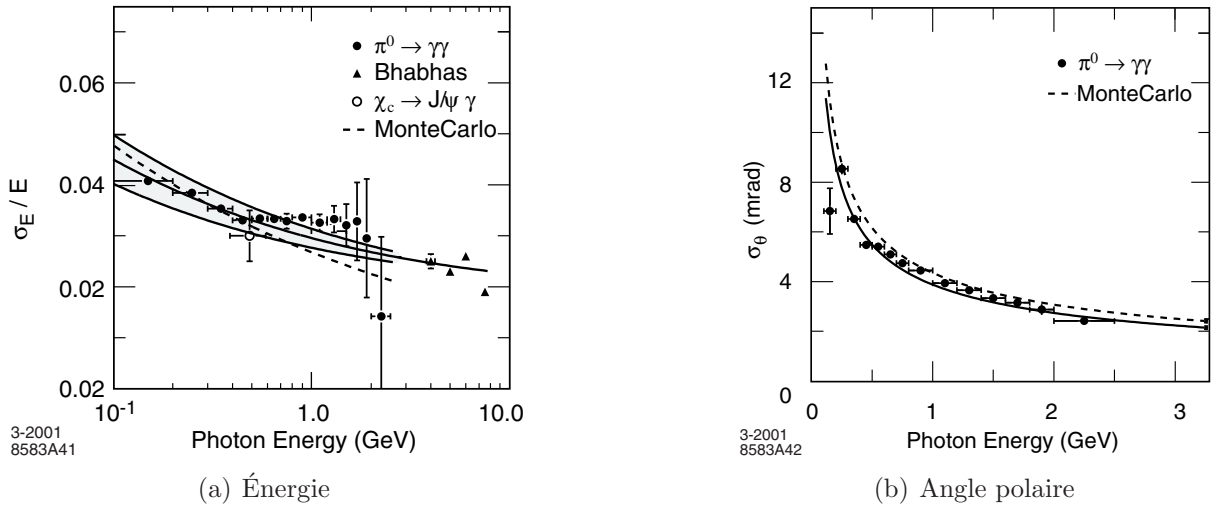 π⁰ → γγ
Bhabhas
χc → J/ψ γ
MonteCarlo
0.06
0.04
0.02
0.02
σE / E
10⁻¹
1.0
10.0
Photon Energy (GeV)
3-2001
8583A41
(a) Énergie
π⁰ → γγ
MonteCarlo
12
8
4
0
σθ (mrad)
0
1
2
3
Photon Energy (GeV)
3-2001
8583A42
(b) Angle polaire